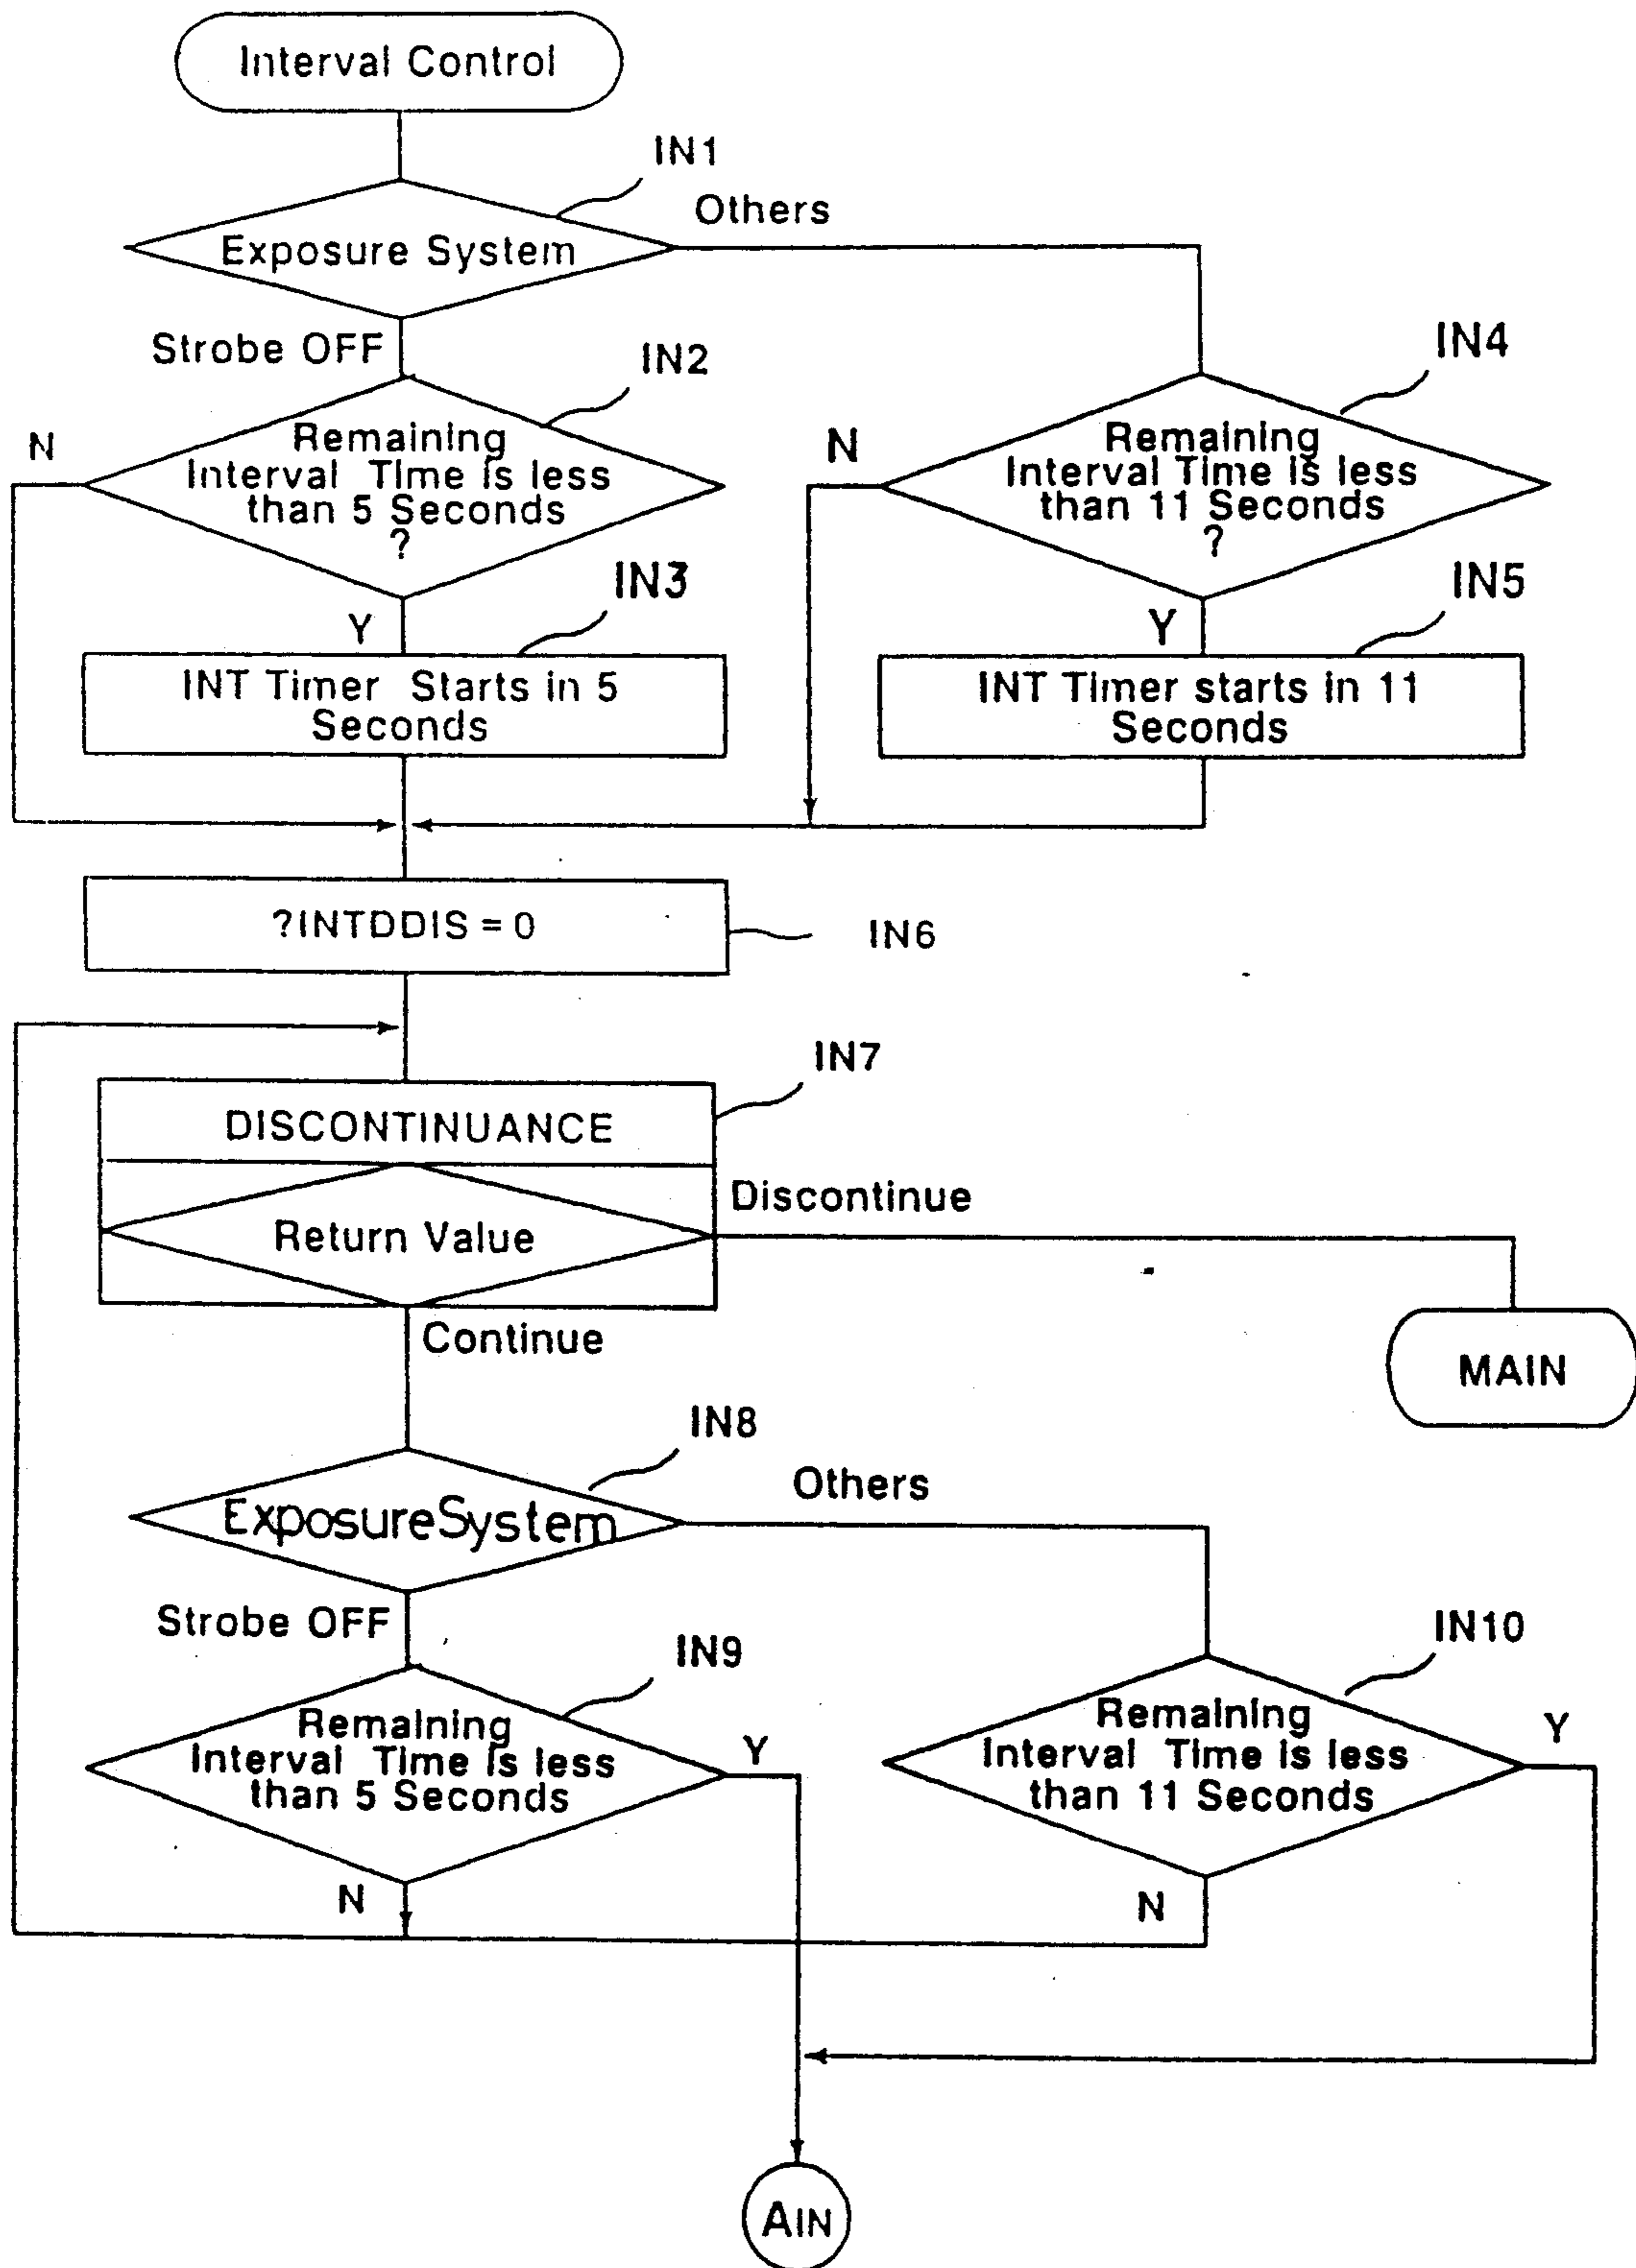 Interval Control
IN1
Others
Exposure System
Strobe OFF
IN2
IN4
N
Remaining
Interval Time is less
than 5 Seconds
?
N
Remaining
Interval Time is less
than 11 Seconds
?
IN3
IN5
Y
Y
INT Timer Starts in 5
Seconds
INT Timer starts in 11
Seconds
?INTDDIS = 0
IN6
IN7
DISCONTINUANCE
Discontinue
Return Value
Continue
MAIN
IN8
Others
ExposureSystem
Strobe OFF
IN9
IN10
Remaining
Interval Time is less
than 5 Seconds
Y
Remaining
Interval Time is less
than 11 Seconds
Y
N
N
AIN